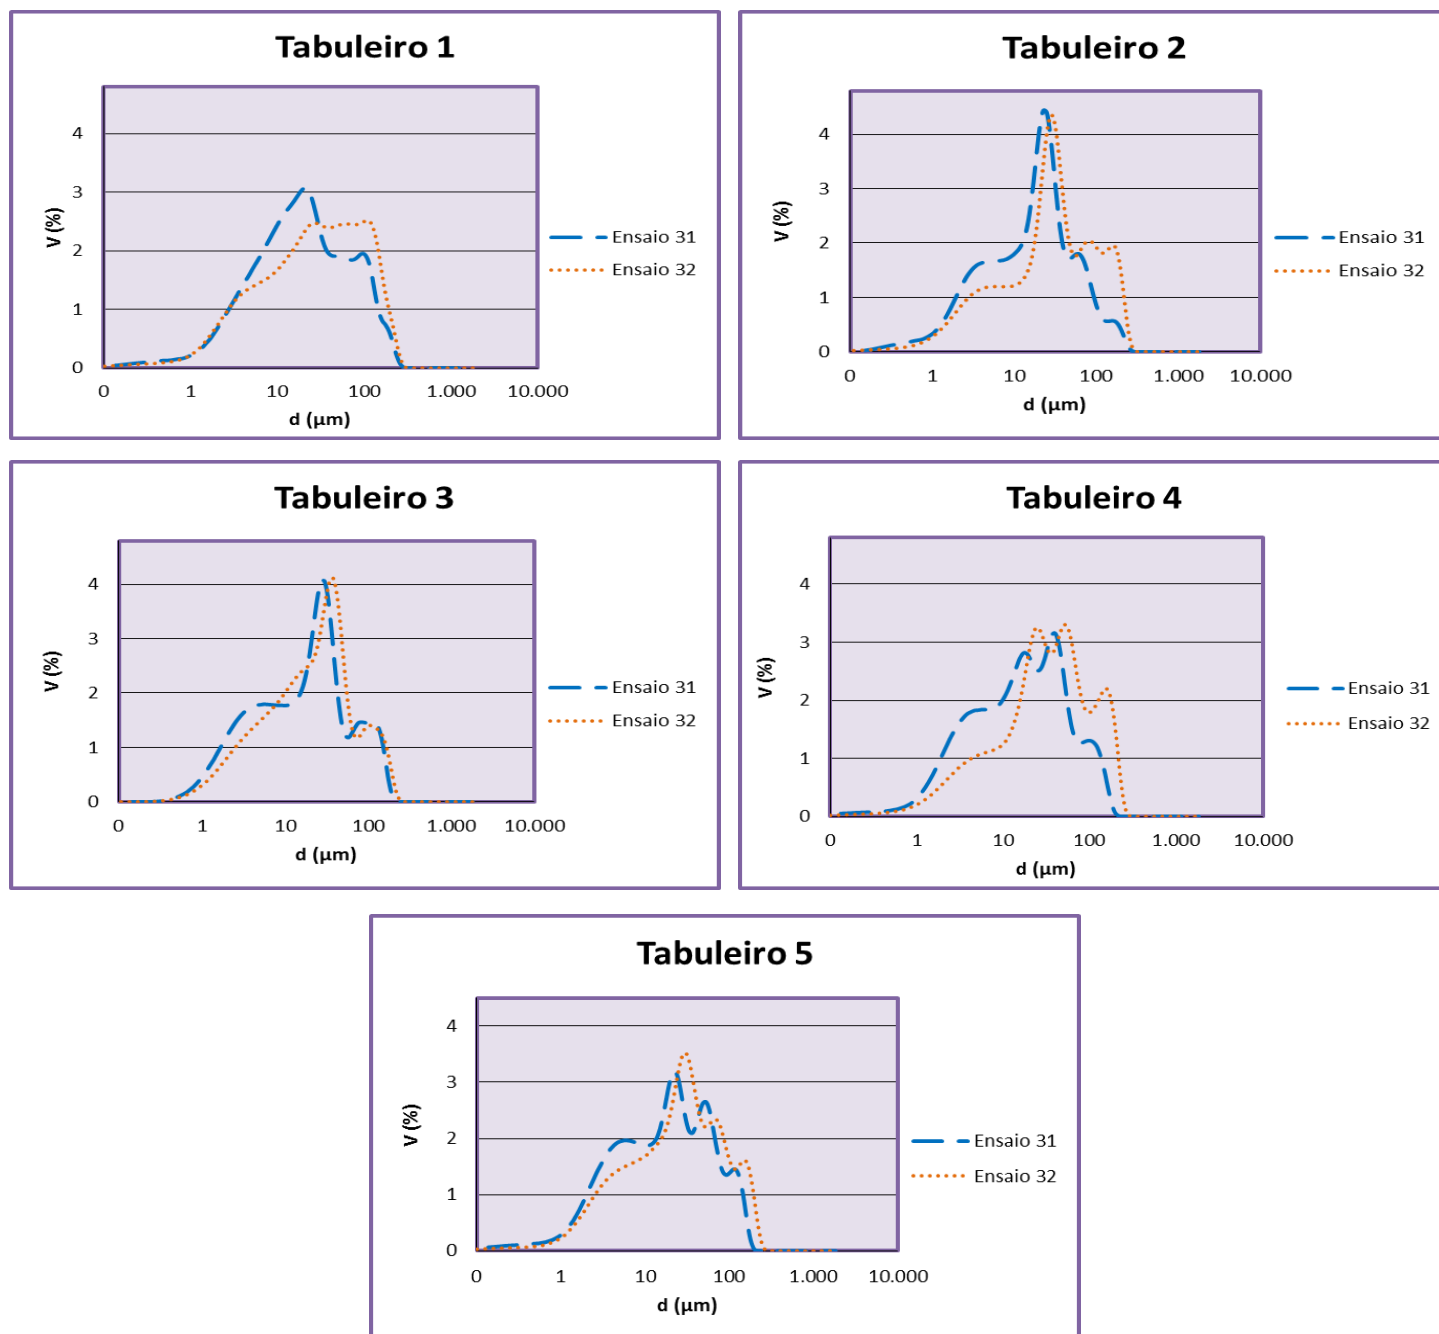 Tabuleiro 1
4
3
2
1
0
V (%)
0 1 10 100 1.000 10.000
d (µm)
Ensaio 31
Ensaio 32
Tabuleiro 2
4
3
2
1
0
V (%)
0 1 10 100 1.000 10.000
d (µm)
Ensaio 31
Ensaio 32
Tabuleiro 3
4
3
2
1
0
V (%)
0 1 10 100 1.000 10.000
d (µm)
Ensaio 31
Ensaio 32
Tabuleiro 4
4
3
2
1
0
V (%)
0 1 10 100 1.000 10.000
d (µm)
Ensaio 31
Ensaio 32
Tabuleiro 5
4
3
2
1
0
V (%)
0 1 10 100 1.000 10.000
d (µm)
Ensaio 31
Ensaio 32